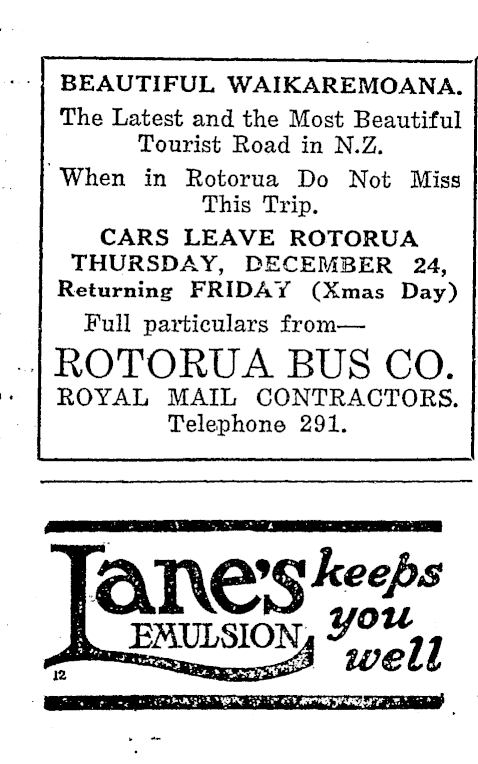 BEAUTIFUL WAIKAREMOANA.
The Latest and the Most Beautiful
Tourist Road in N.Z.
When in Rotorua Do Not Miss
This Trip.
CARS LEAVE ROTORUA
THURSDAY, DECEMBER 24,
Returning FRIDAY (Xmas Day)
Full particulars from—
ROTORUA BUS CO.
ROYAL MAIL CONTRACTORS.
Telephone 291.
Lane's keeps
EMULSION you
well
12